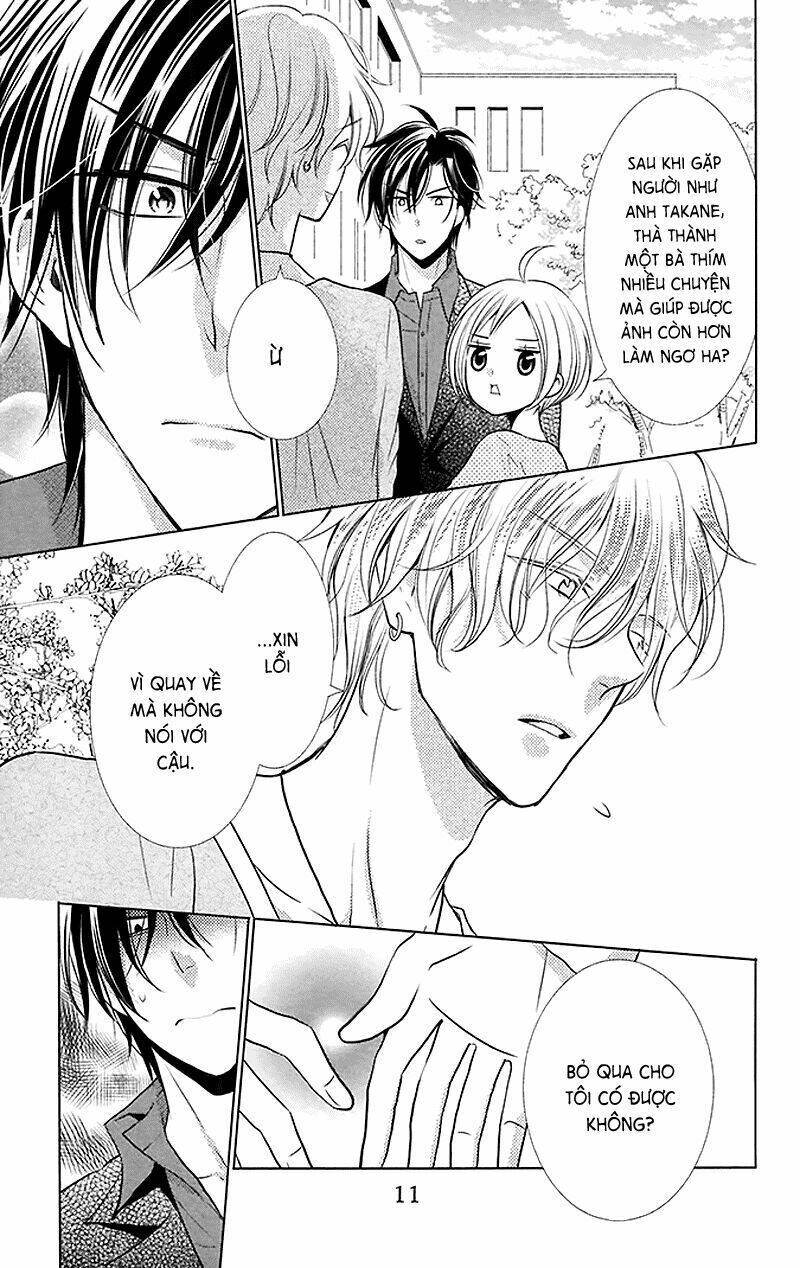 SAU KHI GẶP
NGƯỜI NHƯ
ANH TAKANE,
THÀ THÀNH
MỘT BÀ THÍM
NHIỀU CHUYỆN
MÀ GIÚP ĐƯỢC
ẢNH CÒN HƠN
LÀM NGƠ HA?
Ừ
...XIN
LỖI
VÌ QUAY VỀ
MÀ KHÔNG
NÓI VỚI
CẬU.
BỎ QUA CHO
TÔI CÓ ĐƯỢC
KHÔNG?
11